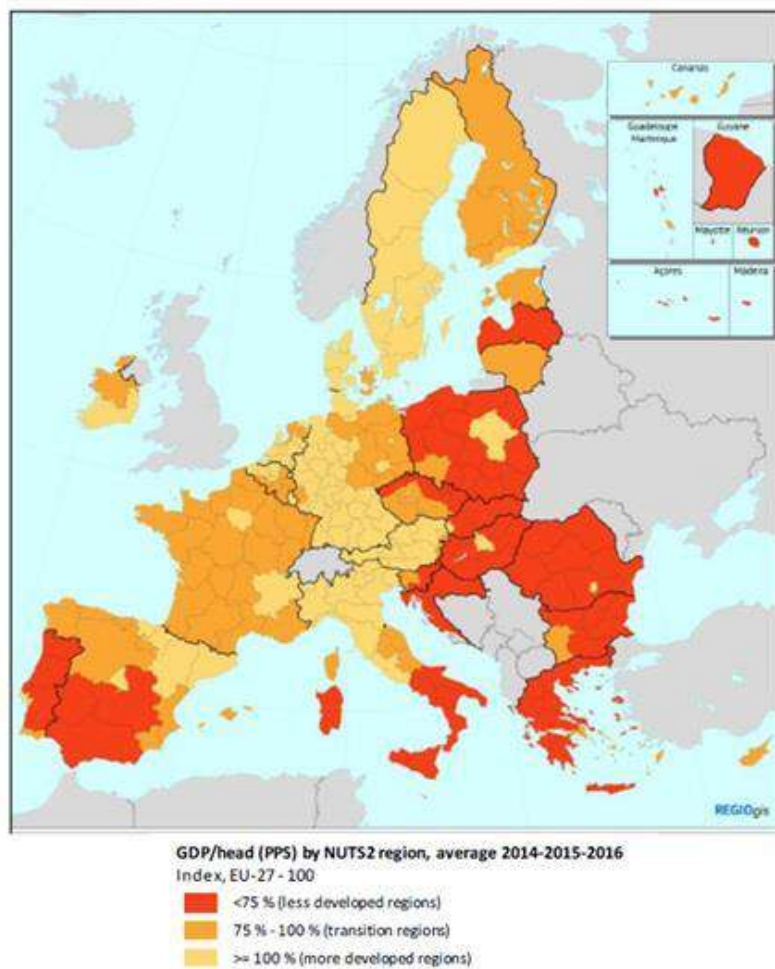 Canarias
Guadeloupe
Martinique
Guyane
Mayotte
Réunion
Açores
Madeira
REGIOgis
GDP/head (PPS) by NUTS2 region, average 2014-2015-2016
Index, EU-27 - 100
<75 % (less developed regions)
75 % - 100 % (transition regions)
>= 100 % (more developed regions)